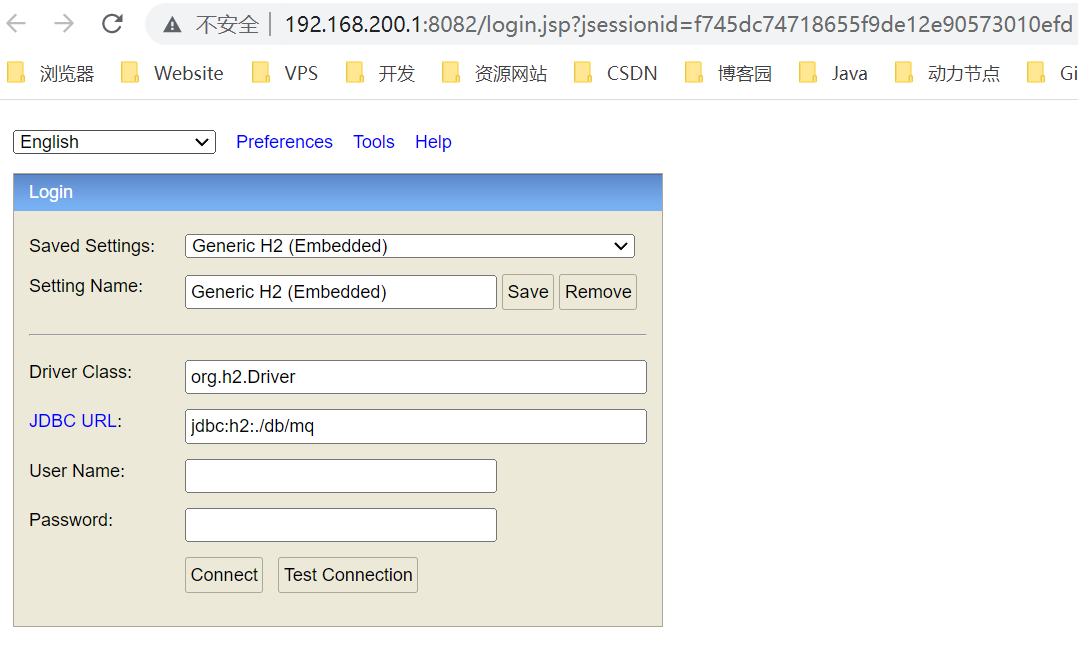 不安全 192.168.200.1:8082/login.jsp?jsessionid=f745dc74718655f9de12e90573010efd
浏览器 Website VPS 开发 资源网站 CSDN 博客园 Java 动力节点 Gi
English Preferences Tools Help
Login
Saved Settings: Generic H2 (Embedded)
Setting Name: Generic H2 (Embedded) Save Remove
Driver Class: org.h2.Driver
JDBC URL: jdbc:h2:./db/mq
User Name:
Password:
Connect Test Connection